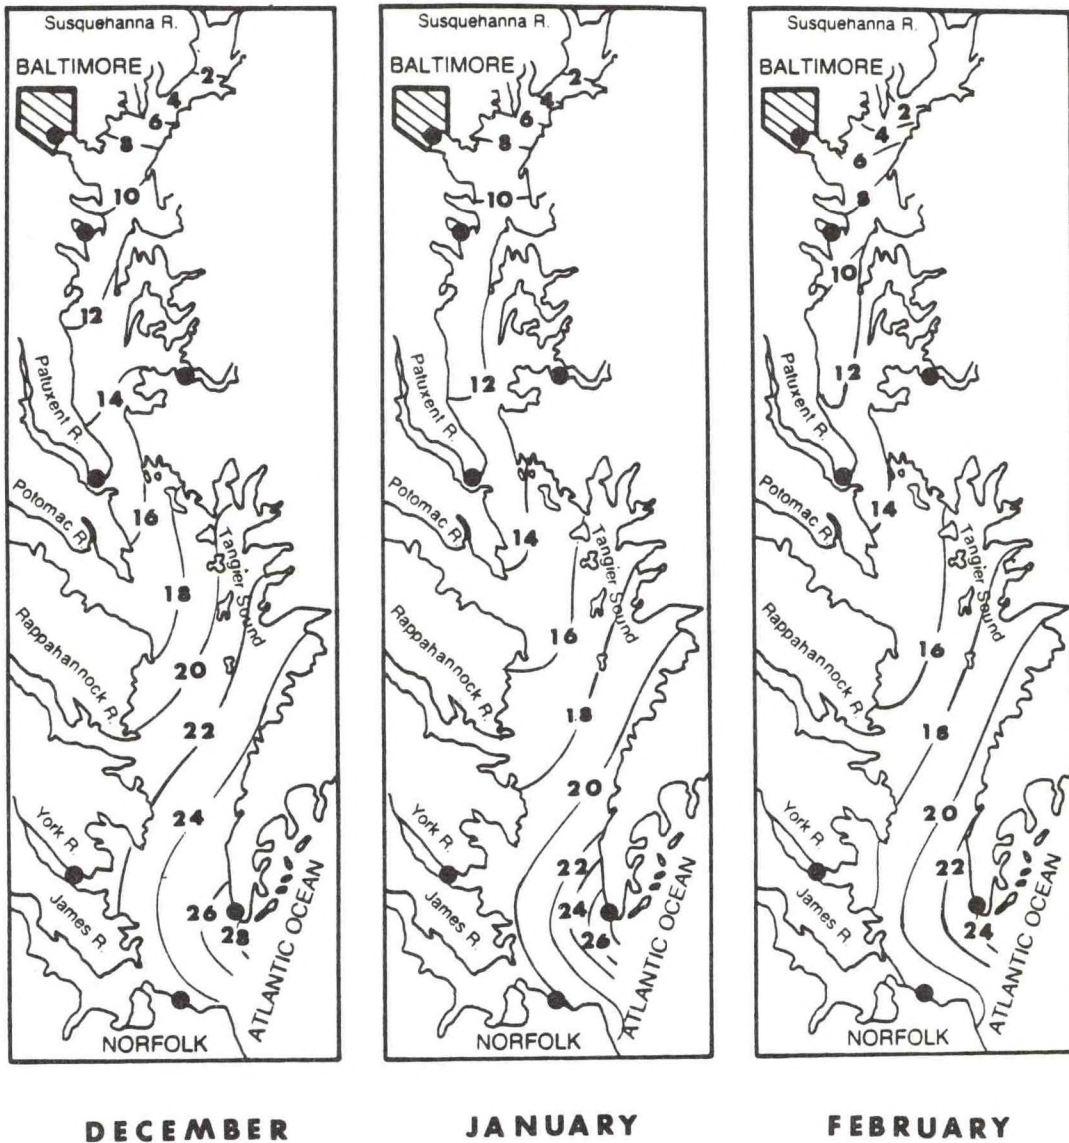 Susquehanna R.
BALTIMORE
2
4
6
8
10
12
14
Patuxent R.
Potomac R.
16
Tangier Sound
18
Rappahannock R.
20
22
24
York R.
James R.
26
28
ATLANTIC OCEAN
NORFOLK
DECEMBER
Susquehanna R.
BALTIMORE
2
4
6
8
10
12
Patuxent R.
Potomac R.
14
Tangier Sound
16
Rappahannock R.
18
20
York R.
22
James R.
24
26
ATLANTIC OCEAN
NORFOLK
JANUARY
Susquehanna R.
BALTIMORE
2
4
6
8
10
12
Patuxent R.
Potomac R.
14
Tangier Sound
16
Rappahannock R.
18
20
York R.
22
James R.
24
ATLANTIC OCEAN
NORFOLK
FEBRUARY